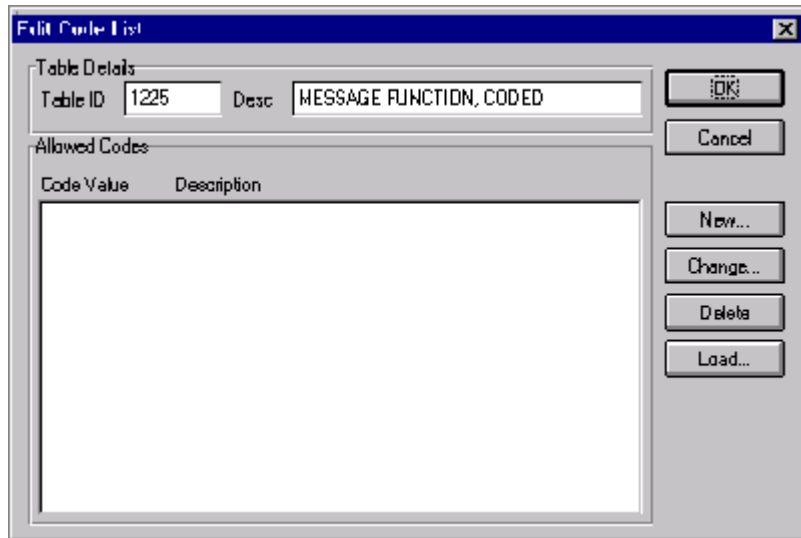 Edit Code List
Table Details
Table ID 1225 Desc MESSAGE FUNCTION, CODED
OK
Cancel
Allowed Codes
Code Value Description
New...
Change...
Delete
Load...